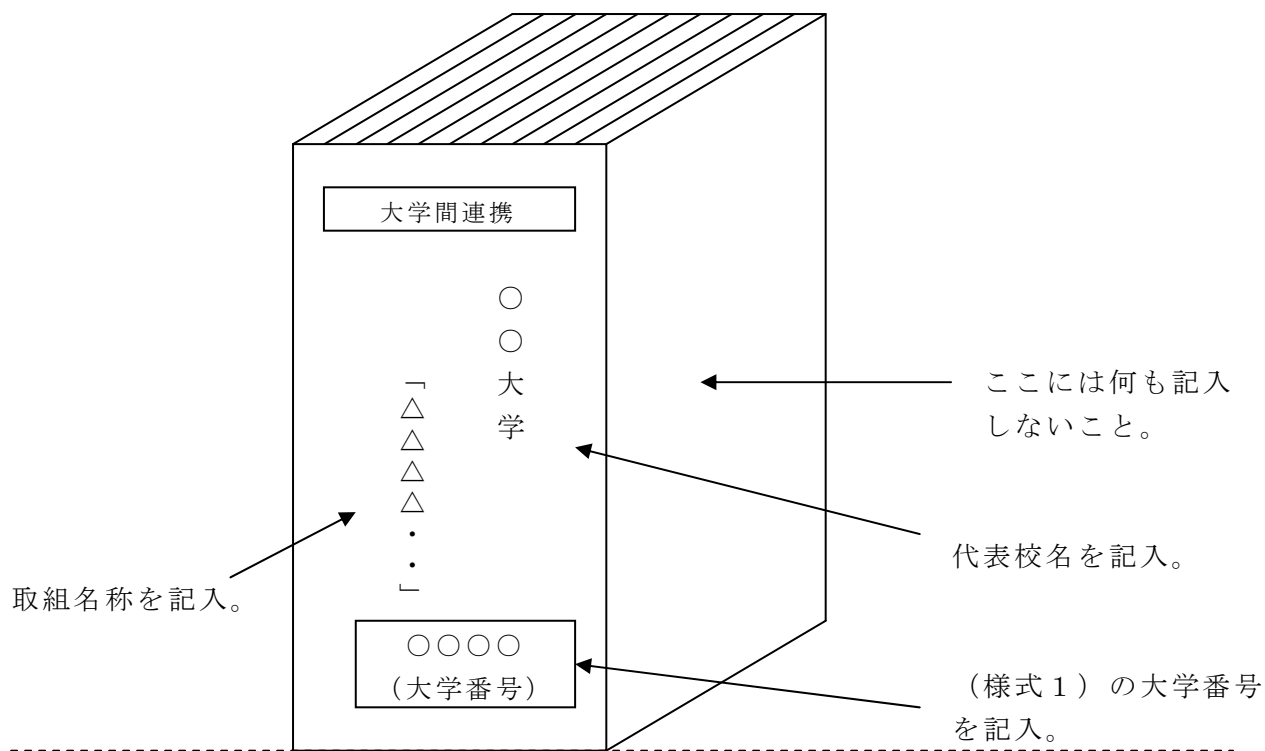 大学間連携
○○大学
「△△△△・・」
○○○○
(大学番号)
ここには何も記入
しないこと。
代表校名を記入。
取組名称を記入。
(様式1)の大学番号
を記入。